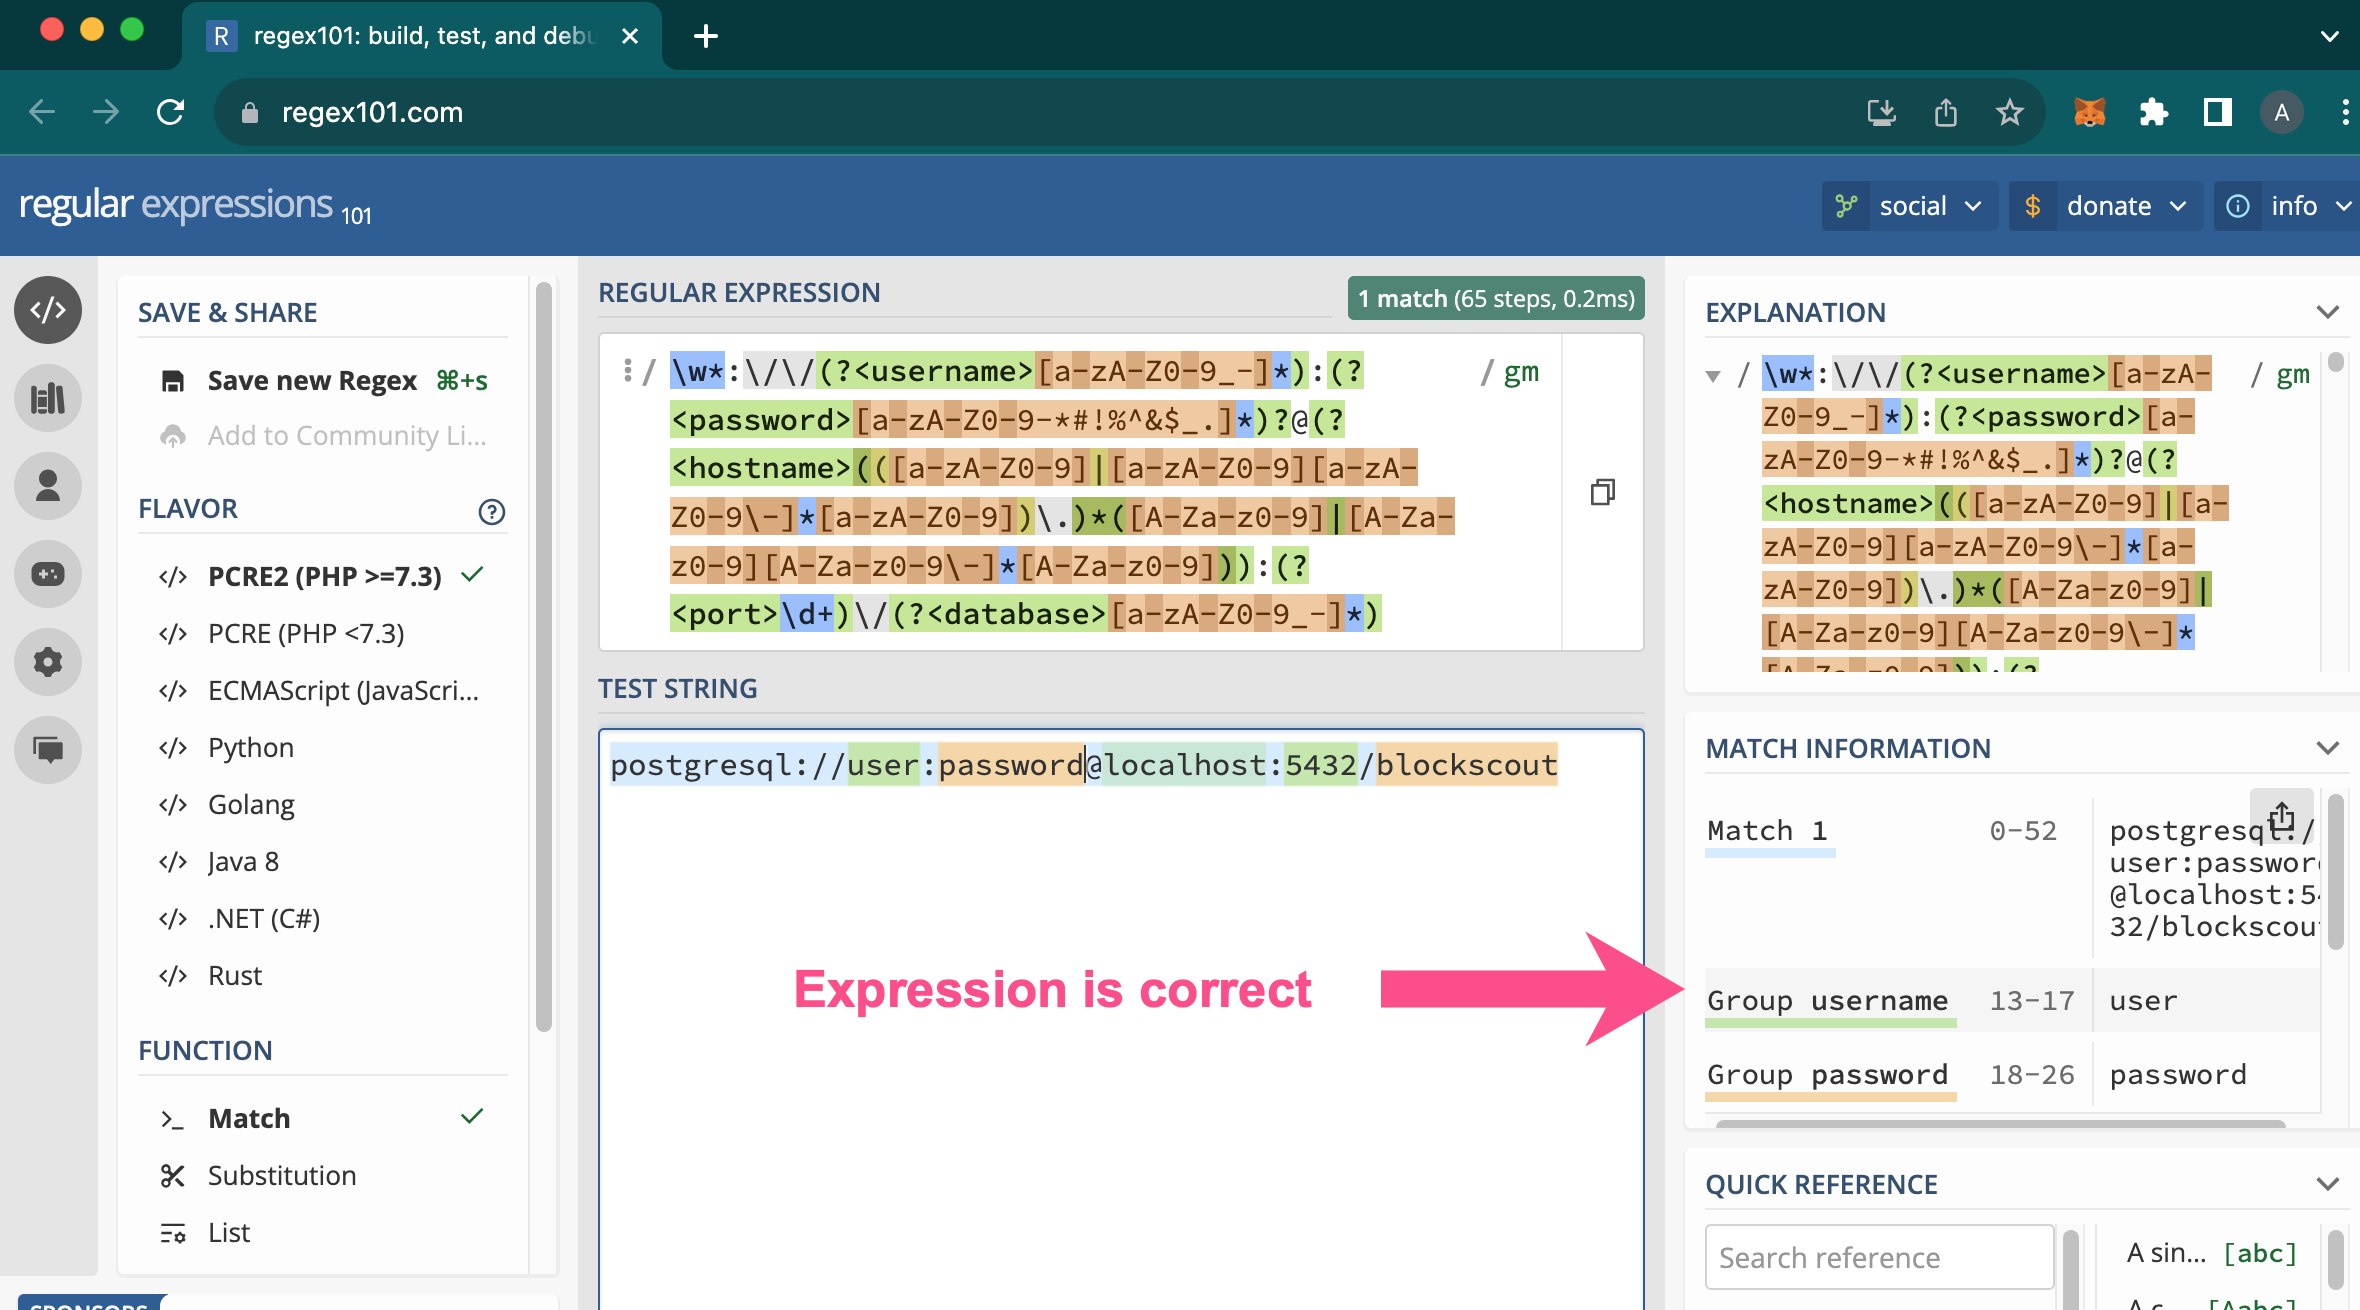 regex101: build, test, and debu
regex101.com
A
regular expressions 101
social
donate
info
SAVE & SHARE
Save new Regex ⌘+s
Add to Community Li...
FLAVOR
PCRE2 (PHP >=7.3)
PCRE (PHP <7.3)
ECMAScript (JavaScri...
Python
Golang
Java 8
.NET (C#)
Rust
FUNCTION
Match
Substitution
List
SPONSORS
REGULAR EXPRESSION
1 match (65 steps, 0.2ms)
/ \w*:\/\/(?<username>[a-zA-Z0-9_-]*):(? / gm
<password>[a-zA-Z0-9-*#!%^&$_.]*)?@(?
<hostname>(([a-zA-Z0-9]|[a-zA-Z0-9][a-zA-
Z0-9\-]*[a-zA-Z0-9])\.)*([A-Za-z0-9]|[A-Za-
z0-9][A-Za-z0-9\-]*[A-Za-z0-9])):(?
<port>\d+)\/(?<database>[a-zA-Z0-9_-]*)
TEST STRING
postgresql://user:password@localhost:5432/blockscout
Expression is correct
EXPLANATION
/ \w*:\/\/(?<username>[a-zA- / gm
Z0-9_-]*):(?<password>[a-
zA-Z0-9-*#!%^&$_.]*)?@(?
<hostname>(([a-zA-Z0-9]|[a-
zA-Z0-9][a-zA-Z0-9\-]*[a-
zA-Z0-9])\.)*([A-Za-z0-9]|
[A-Za-z0-9][A-Za-z0-9\-]*
[A-Za-z0-9])):(?
MATCH INFORMATION
Match 1 0-52 postgresql:/
user:passwor
@localhost:54
32/blockscou
Group username 13-17 user
Group password 18-26 password
QUICK REFERENCE
Search reference
A sin... [abc]